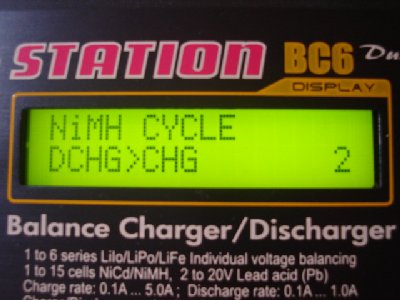 STATION BC6
DISPLAY
NiMH CYCLE
DCHG>CHG 2
Balance Charger/Discharger
1 to 6 series LiIo/LiPo/LiFe Individual voltage balancing
1 to 15 cells NiCd/NiMH, 2 to 20V Lead acid (Pb)
Charge rate: 0.1A ... 5.0A ; Discharge rate : 0.1A ... 1.0A